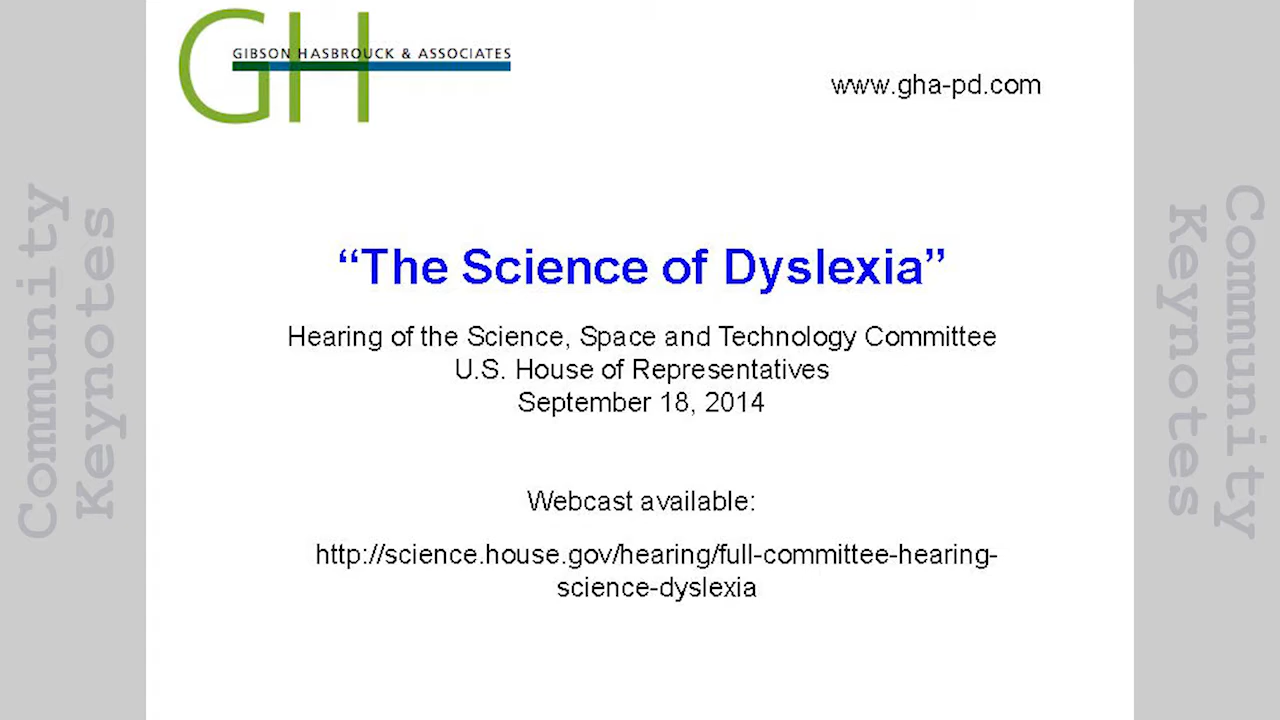 GIBSON HASBROUCK & ASSOCIATES
GH
www.gha-pd.com
“The Science of Dyslexia”
Hearing of the Science, Space and Technology Committee
U.S. House of Representatives
September 18, 2014
Webcast available:
http://science.house.gov/hearing/full-committee-hearing-
science-dyslexia
Community
Keynotes
Community
Keynotes